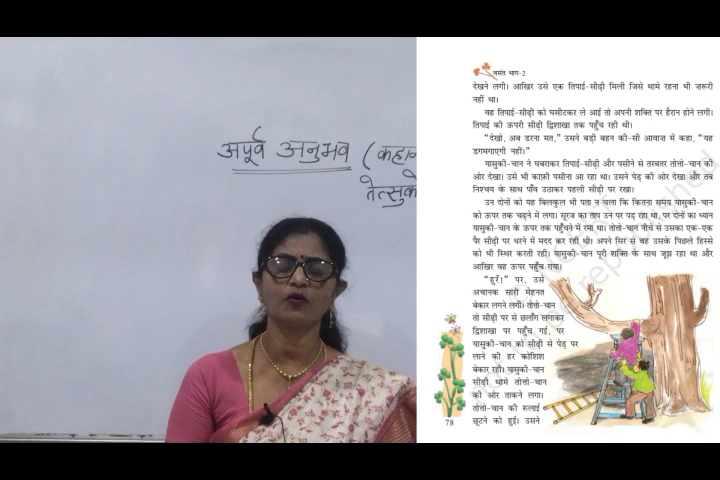 अपूर्व अनुभव (कहान
तेत्सुको
वसंत भाग-2
देखने लगी। आखिर उसे एक तिपाई-सीढ़ी मिली जिसे थामे रहना भी ज़रूरी
नहीं था।
वह तिपाई-सीढ़ी को घसीटकर ले आई तो अपनी शक्ति पर हैरान होने लगी।
तिपाई की ऊपरी सीढ़ी द्विशाखा तक पहुँच रही थी।
“देखो, अब डरना मत,” उसने बड़ी बहन की-सी आवाज़ में कहा, “यह
डगमगाएगी नहीं।”
यासुकी-चान ने घबराकर तिपाई-सीढ़ी और पसीने से तरबतर तोत्तो-चान की
ओर देखा। उसे भी काफ़ी पसीना आ रहा था। उसने पेड़ की ओर देखा और तब
निश्चय के साथ पाँव उठाकर पहली सीढ़ी पर रखा।
उन दोनों को यह बिलकुल भी पता न चला कि कितना समय यासुकी-चान
को ऊपर तक चढ़ने में लगा। सूरज का ताप उन पर पड़ रहा था, पर दोनों का ध्यान
यासुकी-चान के ऊपर तक पहुँचने में रमा था। तोत्तो-चान नीचे से उसका एक-एक
पैर सीढ़ी पर धरने में मदद कर रही थी। अपने सिर से वह उसके पिछले हिस्से
को भी स्थिर करती रही। यासुकी-चान पूरी शक्ति के साथ जूझ रहा था और
आखिर वह ऊपर पहुँच गया।
“हुर्रे!” पर, उसे
अचानक सारी मेहनत
बेकार लगने लगी। तोत्तो-चान
तो सीढ़ी पर से छलाँग लगाकर
द्विशाखा पर पहुँच गई, पर
यासुकी-चान को सीढ़ी से पेड़ पर
लाने की हर कोशिश
बेकार रही। यासुकी-चान
सीढ़ी थामे तोत्तो-चान
की ओर ताकने लगा।
तोत्तो-चान की रुलाई
छूटने को हुई। उसने
78